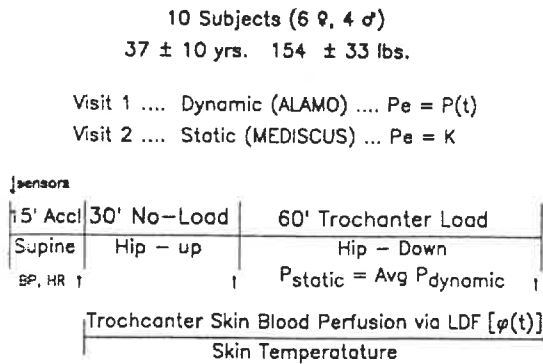 10 Subjects (6 ♀, 4 ♂)
37 ± 10 yrs. 154 ± 33 lbs.
Visit 1 .... Dynamic (ALAMO) .... Pe = P(t)
Visit 2 .... Static (MEDISCUS) ... Pe = K
↓sensors
15' Accl 30' No-Load 60' Trochanter Load
Supine Hip - up Hip - Down
BP, HR ↑ ↑ Pstatic = Avg Pdynamic ↑
Trochcanter Skin Blood Perfusion via LDF [φ(t)]
Skin Temperatature